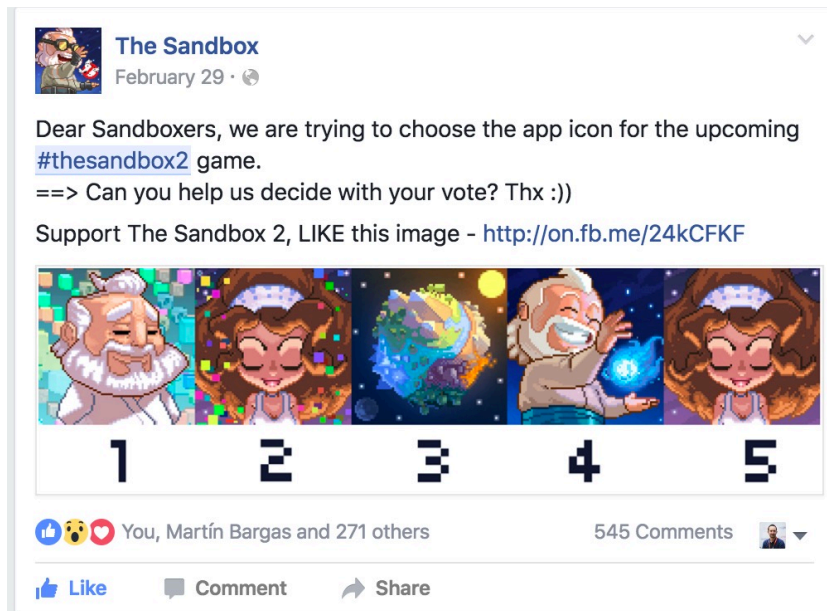 The Sandbox
February 29 ·
Dear Sandboxers, we are trying to choose the app icon for the upcoming
#thesandbox2 game.
==> Can you help us decide with your vote? Thx :))
Support The Sandbox 2, LIKE this image - http://on.fb.me/24kCFKF
1 2 3 4 5
You, Martín Bargas and 271 others 545 Comments
Like Comment Share